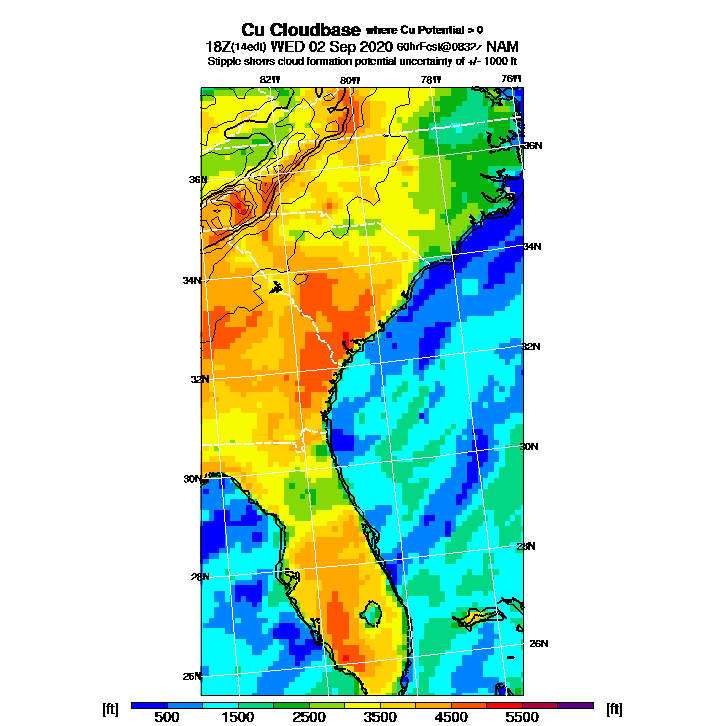 Cu Cloudbase where Cu Potential > 0
18Z(14edt) WED 02 Sep 2020 60hrFcst@0832z NAM
Stipple shows cloud formation potential uncertainty of +/- 1000 ft
82W 80W 78W 76W
36N
36N
34N
34N
32N
32N
30N
30N
28N
28N
26N
26N
[ft] 500 1500 2500 3500 4500 5500 [ft]